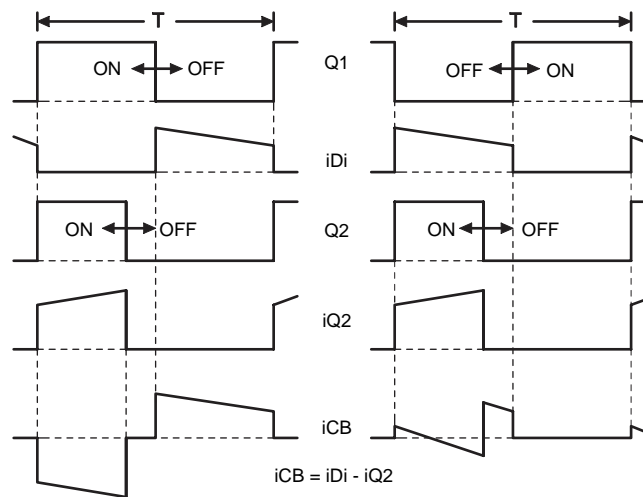 T T
ON OFF Q1 OFF ON
iDi
ON OFF Q2 ON OFF
iQ2
iCB
iCB = iDi - iQ2